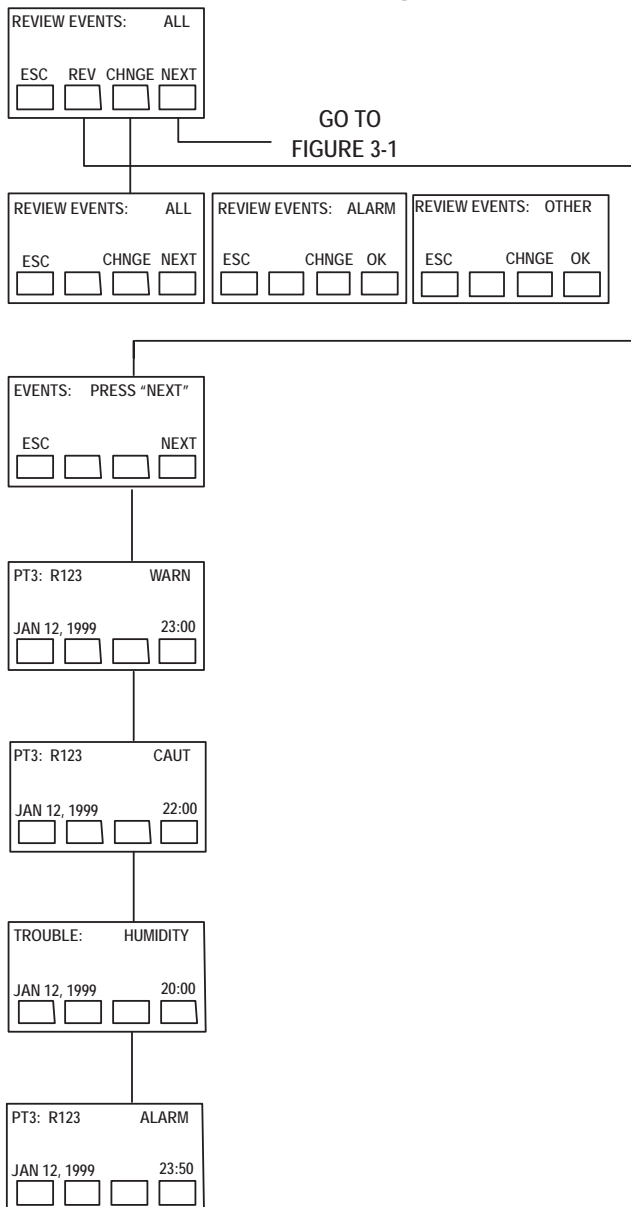 REVIEW EVENTS: ALL
ESC REV CHNGE NEXT
GO TO
FIGURE 3-1
REVIEW EVENTS: ALL
ESC CHNGE NEXT
REVIEW EVENTS: ALARM
ESC CHNGE OK
REVIEW EVENTS: OTHER
ESC CHNGE OK
EVENTS: PRESS “NEXT”
ESC NEXT
PT3: R123 WARN
JAN 12, 1999 23:00
PT3: R123 CAUT
JAN 12, 1999 22:00
TROUBLE: HUMIDITY
JAN 12, 1999 20:00
PT3: R123 ALARM
JAN 12, 1999 23:50